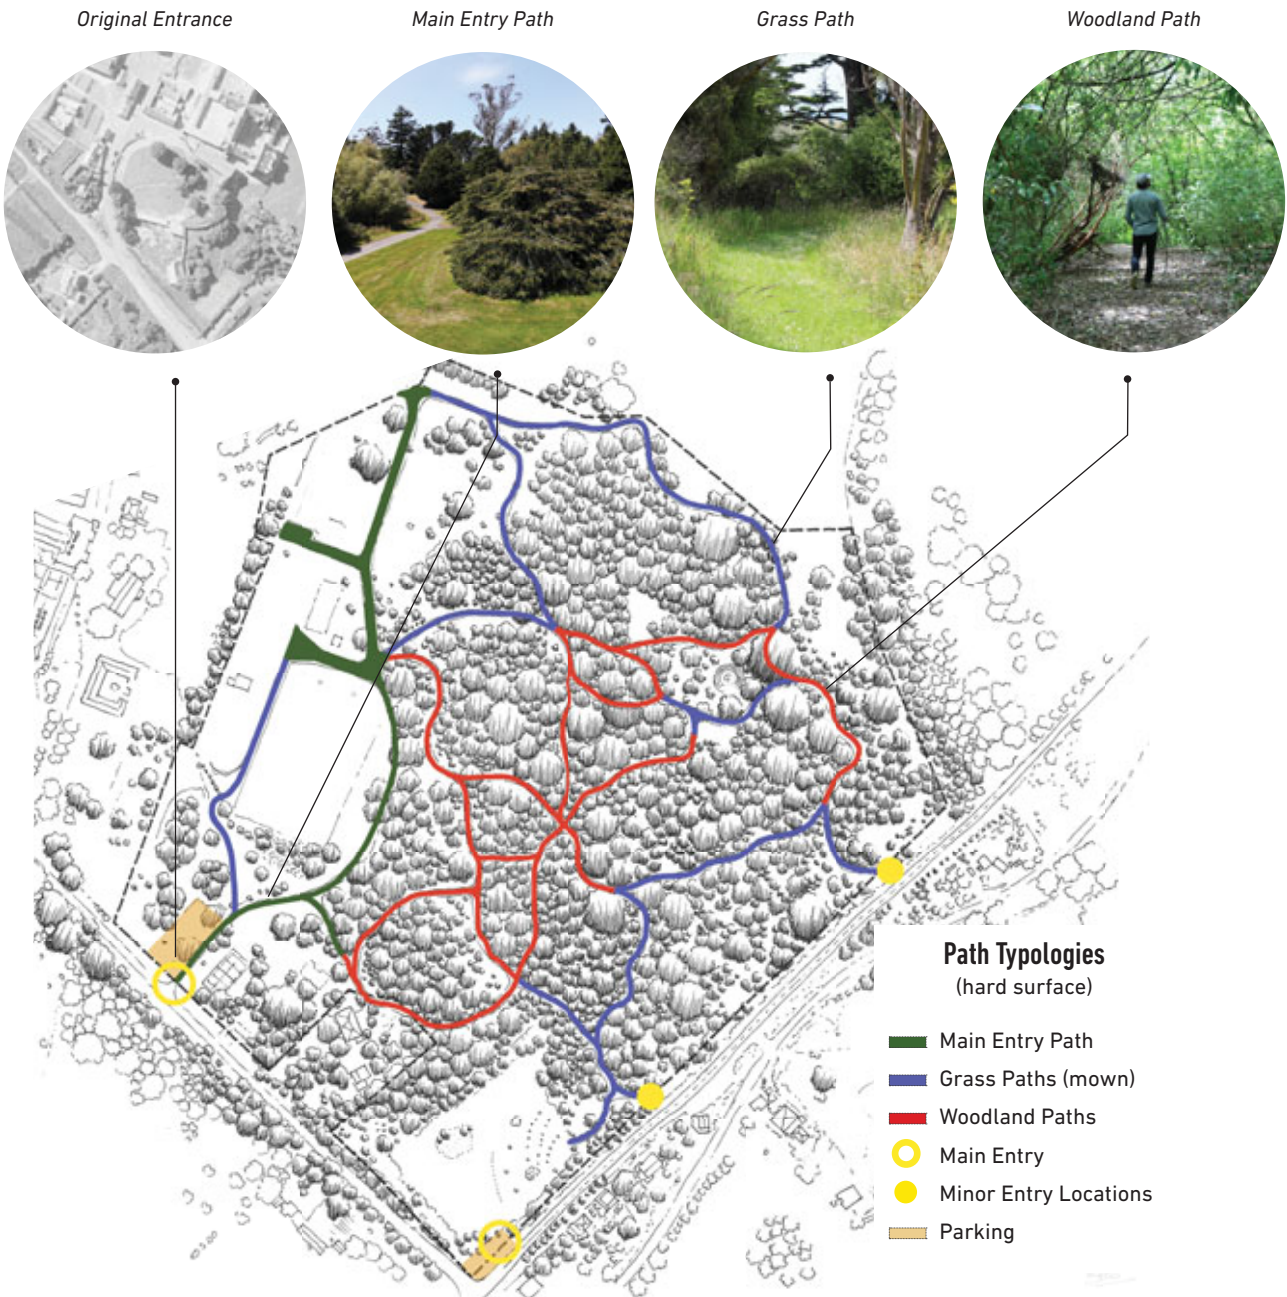 Original Entrance
Main Entry Path
Grass Path
Woodland Path
Path Typologies
(hard surface)
Main Entry Path
Grass Paths (mown)
Woodland Paths
Main Entry
Minor Entry Locations
Parking